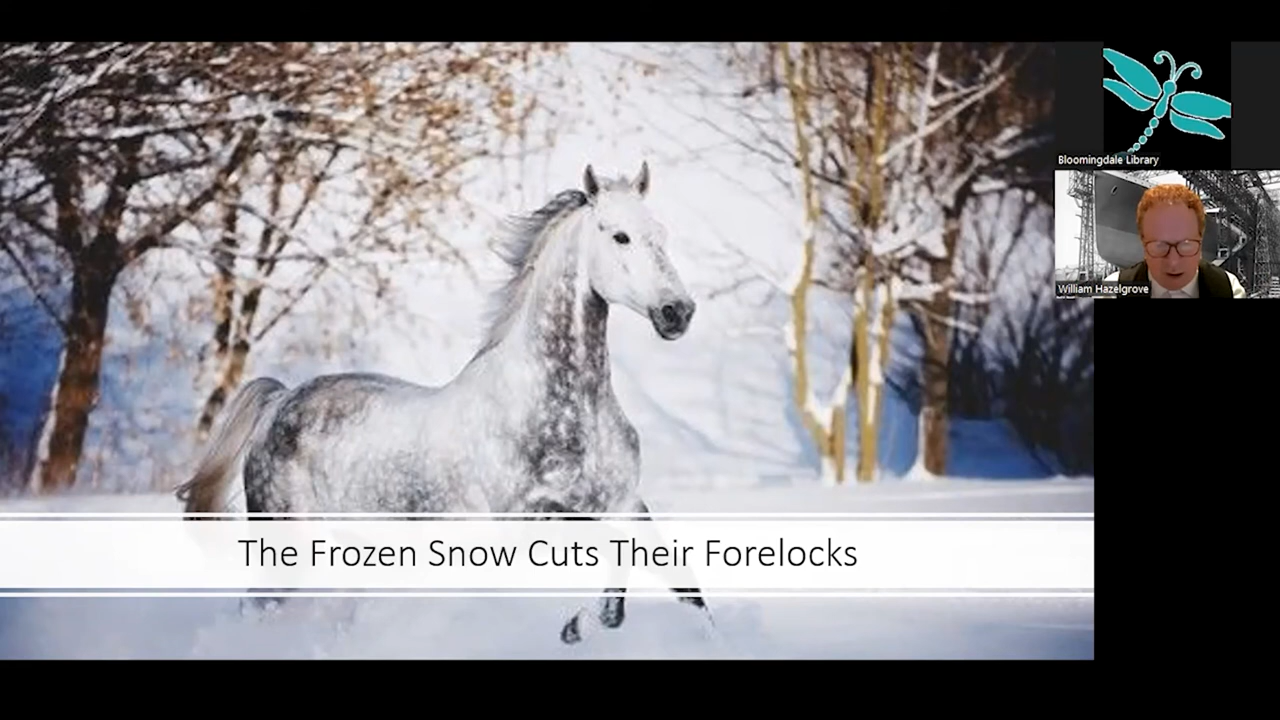 Bloomingdale Library
William Hazelgrove
The Frozen Snow Cuts Their Forelocks